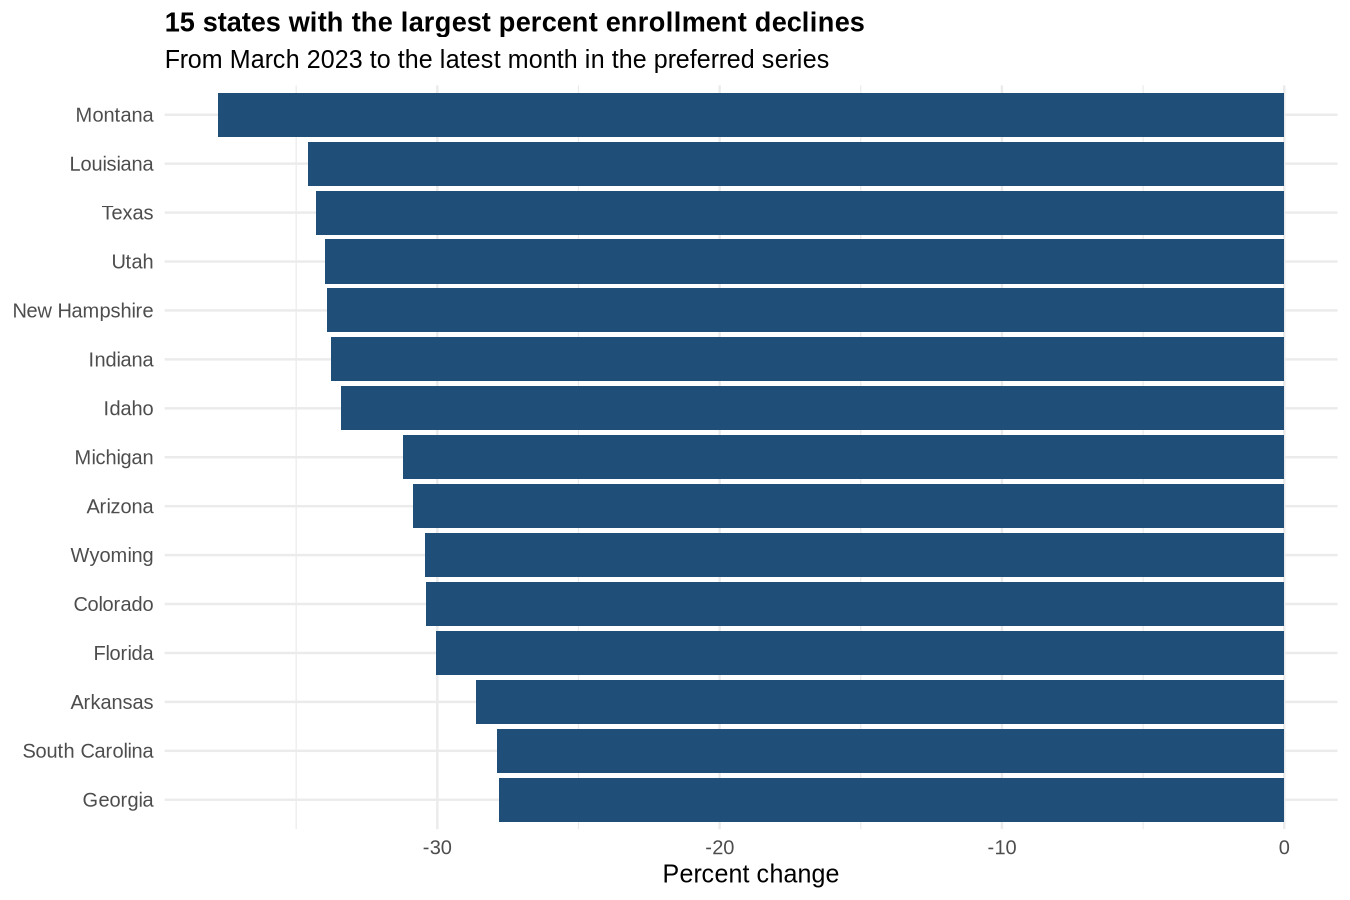 15 states with the largest percent enrollment declines
From March 2023 to the latest month in the preferred series
Montana
Louisiana
Texas
Utah
New Hampshire
Indiana
Idaho
Michigan
Arizona
Wyoming
Colorado
Florida
Arkansas
South Carolina
Georgia
-30 -20 -10 0
Percent change